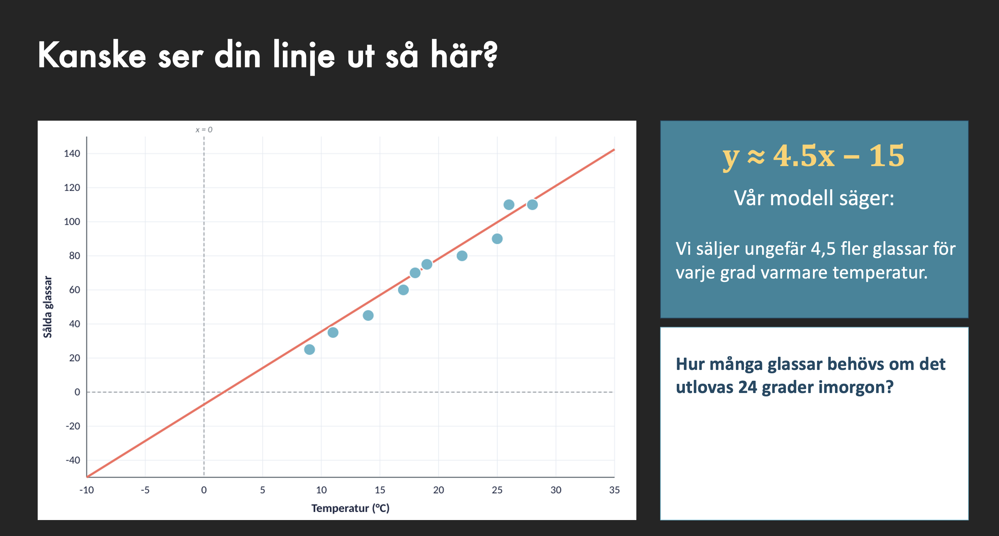 Kanske ser din linje ut så här?
x = 0
140
120
100
80
60
40
20
0
-20
-40
Sålda glassar
-10 -5 0 5 10 15 20 25 30 35
Temperatur (°C)
y ≈ 4.5x – 15
Vår modell säger:
Vi säljer ungefär 4,5 fler glassar för
varje grad varmare temperatur.
Hur många glassar behövs om det
utlovas 24 grader imorgon?